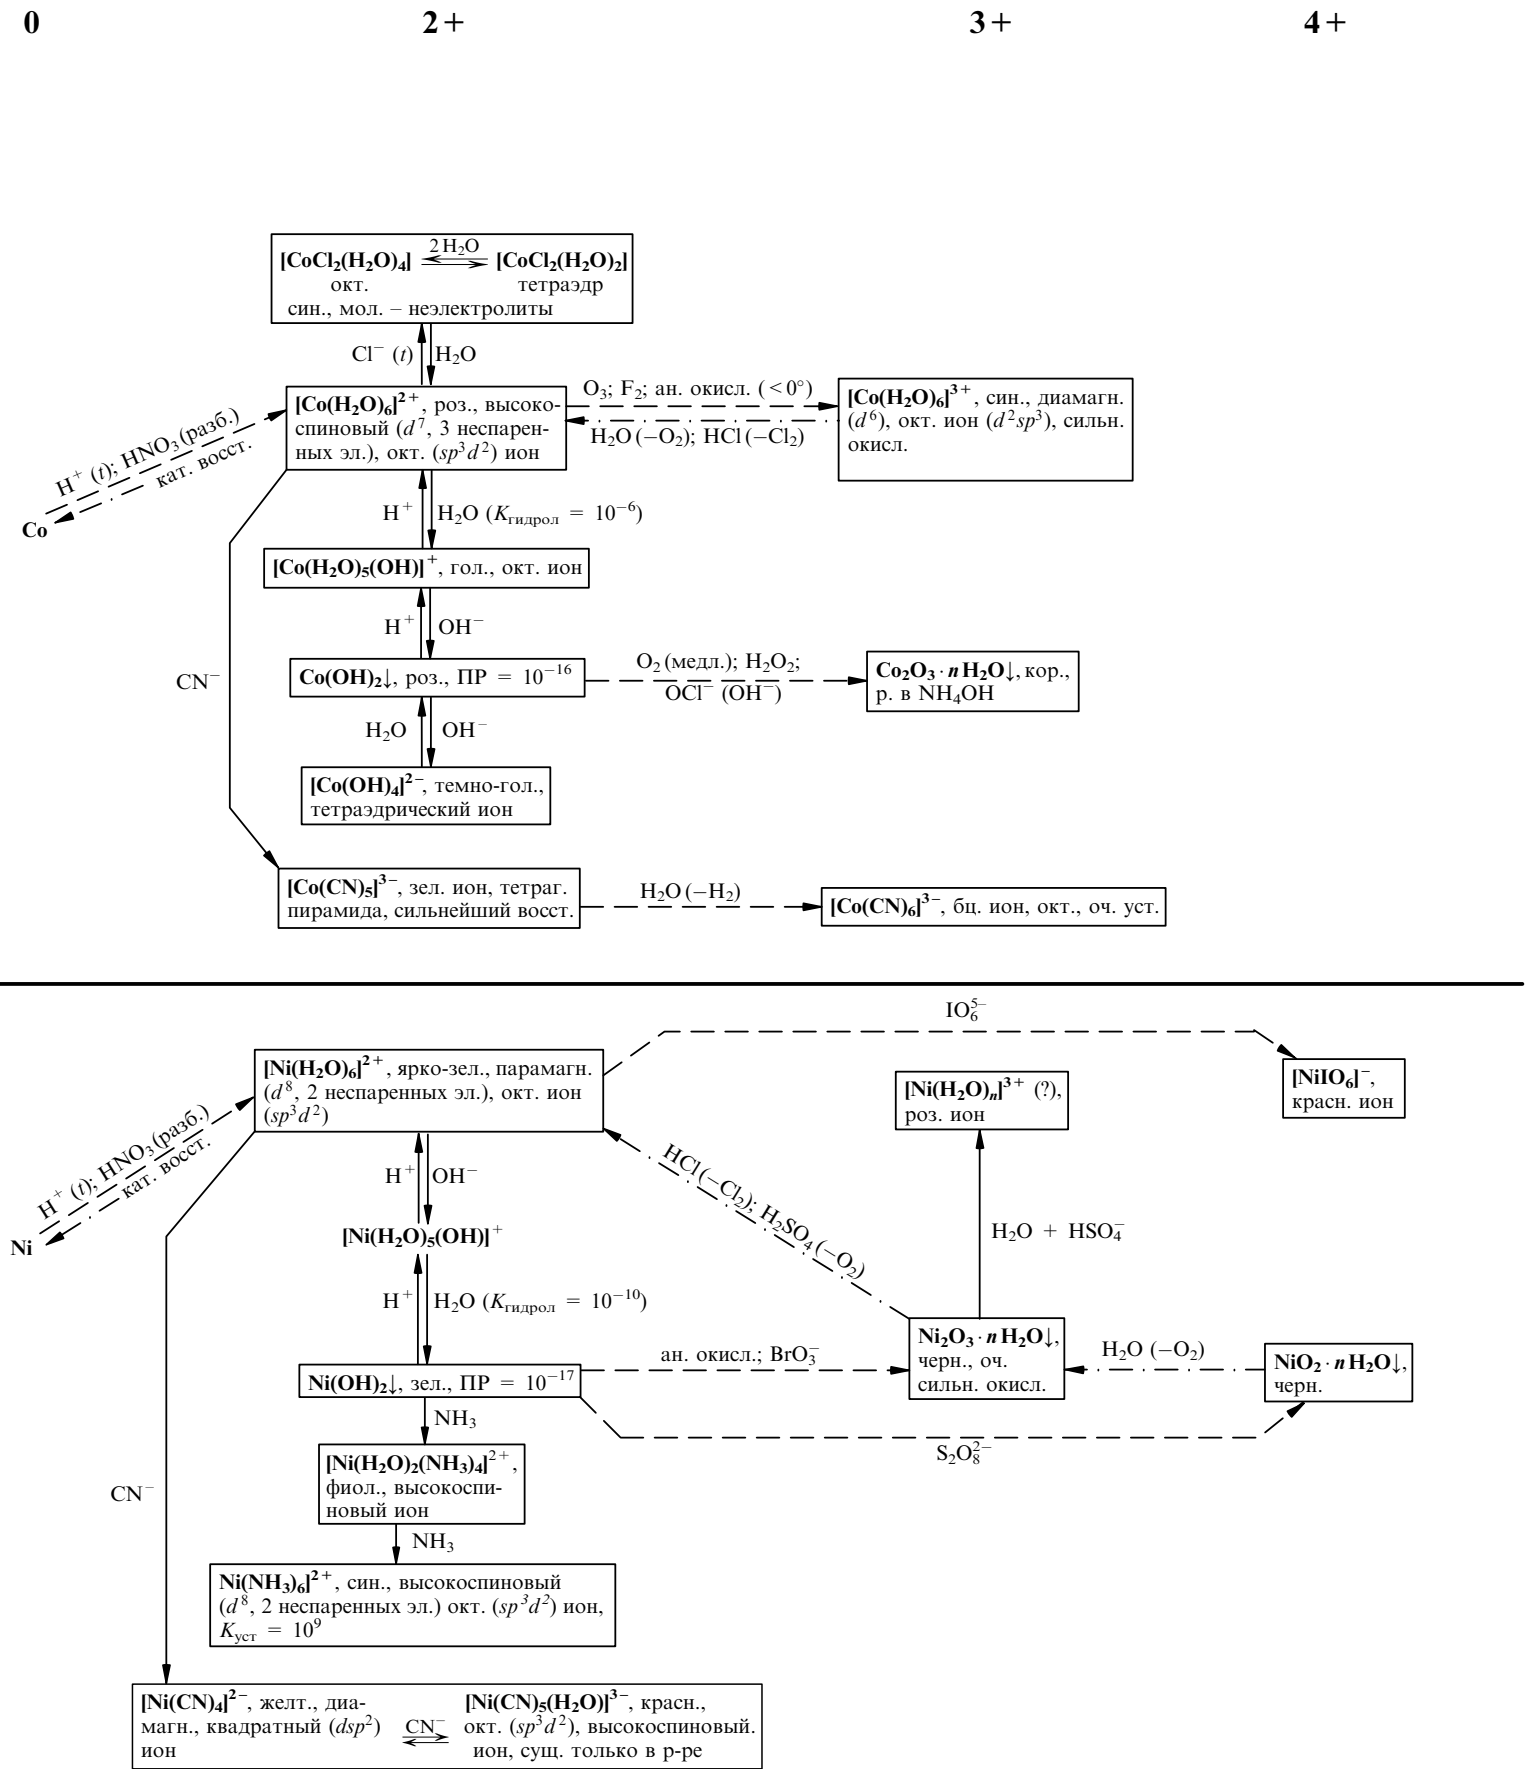 0 2+ 3+ 4+
[CoCl₂(H₂O)₄] 2H₂O [CoCl₂(H₂O)₂]
окт. тетраэдр
син., мол. – неэлектролиты
Cl⁻ (t) H₂O
[Co(H₂O)₆]²⁺, роз., высоко-
спиновый (d⁷, 3 неспарен-
ных эл.), окт. (sp³d²) ион
O₃; F₂; ан. окисл. (<0°)
H₂O(−O₂); HCl(−Cl₂)
[Co(H₂O)₆]³⁺, син., диамагн.
(d⁶), окт. ион (d²sp³), сильн.
окисл.
H⁺ (t); HNO₃(разб.)
кат. восст.
Co
H⁺ H₂O (Kгидрол = 10⁻⁶)
[Co(H₂O)₅(OH)]⁺, гол., окт. ион
H⁺ OH⁻
CN⁻
Co(OH)₂↓, роз., ПР = 10⁻¹⁶
O₂(медл.); H₂O₂;
OCl⁻ (OH⁻)
Co₂O₃·nH₂O↓, кор.,
р. в NH₄OH
H₂O OH⁻
[Co(OH)₄]²⁻, темно-гол.,
тетраэдрический ион
[Co(CN)₅]³⁻, зел. ион, тетраг.
пирамида, сильнейший восст.
H₂O(−H₂)
[Co(CN)₆]³⁻, бц. ион, окт., оч. уст.
IO₆⁵⁻
[Ni(H₂O)₆]²⁺, ярко-зел., парамагн.
(d⁸, 2 неспаренных эл.), окт. ион
(sp³d²)
[Ni(H₂O)ₙ]³⁺ (?),
роз. ион
[NiIO₆]⁻,
красн. ион
H⁺ (t); HNO₃(разб.)
кат. восст.
Ni
H⁺ OH⁻
HCl(−Cl₂); H₂SO₄(−O₂)
H₂O + HSO₄⁻
[Ni(H₂O)₅(OH)]⁺
H⁺ H₂O (Kгидрол = 10⁻¹⁰)
Ni(OH)₂↓, зел., ПР = 10⁻¹⁷
ан. окисл.; BrO₃⁻
Ni₂O₃·nH₂O↓,
черн., оч.
сильн. окисл.
H₂O (−O₂)
NiO₂·nH₂O↓,
черн.
S₂O₈²⁻
NH₃
[Ni(H₂O)₂(NH₃)₄]²⁺,
фиол., высокоспи-
новый ион
CN⁻
NH₃
Ni(NH₃)₆]²⁺, син., высокоспиновый
(d⁸, 2 неспаренных эл.) окт. (sp³d²) ион,
Kуст = 10⁹
[Ni(CN)₄]²⁻, желт., диа-
магн., квадратный (dsp²)
ион
CN⁻
[Ni(CN)₅(H₂O)]³⁻, красн.,
окт. (sp³d²), высокоспиновый.
ион, сущ. только в р-ре